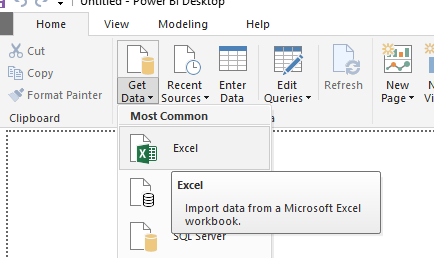 Untitled - Power BI Desktop
Home View Modeling Help
Cut
Copy
Format Painter
Clipboard
Get Data
Recent Sources
Enter Data
Edit Queries
Refresh
New Page
New
Most Common
Excel
Excel
Import data from a Microsoft Excel
workbook.
SQL Server